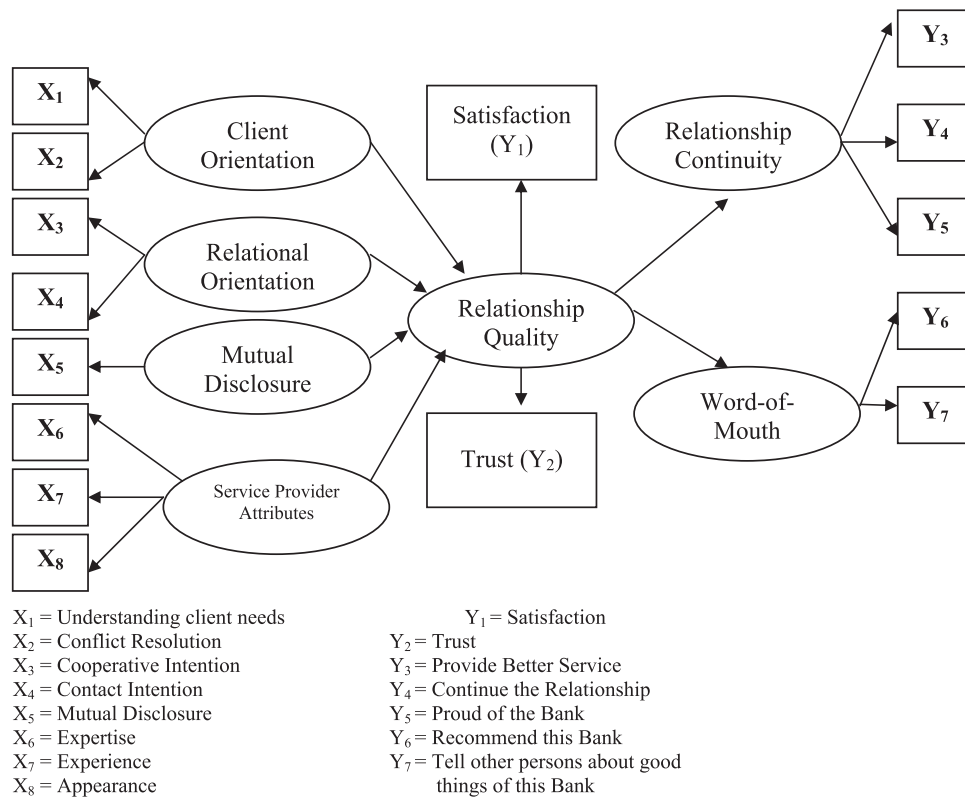 X₁
X₂
X₃
X₄
X₅
X₆
X₇
X₈
Client
Orientation
Relational
Orientation
Mutual
Disclosure
Service Provider
Attributes
Satisfaction
(Y₁)
Relationship
Quality
Trust (Y₂)
Relationship
Continuity
Word-of-
Mouth
Y₃
Y₄
Y₅
Y₆
Y₇
X₁ = Understanding client needs
X₂ = Conflict Resolution
X₃ = Cooperative Intention
X₄ = Contact Intention
X₅ = Mutual Disclosure
X₆ = Expertise
X₇ = Experience
X₈ = Appearance
Y₁ = Satisfaction
Y₂ = Trust
Y₃ = Provide Better Service
Y₄ = Continue the Relationship
Y₅ = Proud of the Bank
Y₆ = Recommend this Bank
Y₇ = Tell other persons about good
things of this Bank